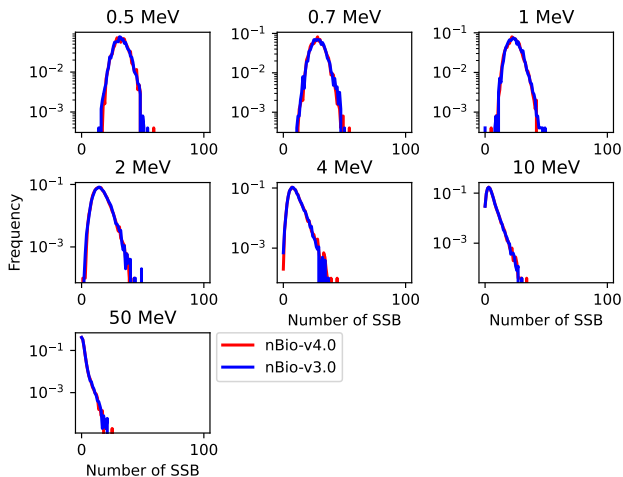 0.5 MeV
0.7 MeV
1 MeV
10⁻²
10⁻³
0
100
10⁻¹
10⁻²
10⁻³
0
100
10⁻¹
10⁻²
10⁻³
0
100
2 MeV
4 MeV
10 MeV
Frequency
10⁻¹
10⁻³
0
100
10⁻¹
10⁻³
0
100
Number of SSB
10⁻¹
10⁻³
0
100
Number of SSB
50 MeV
10⁻¹
10⁻³
0
100
Number of SSB
nBio-v4.0
nBio-v3.0